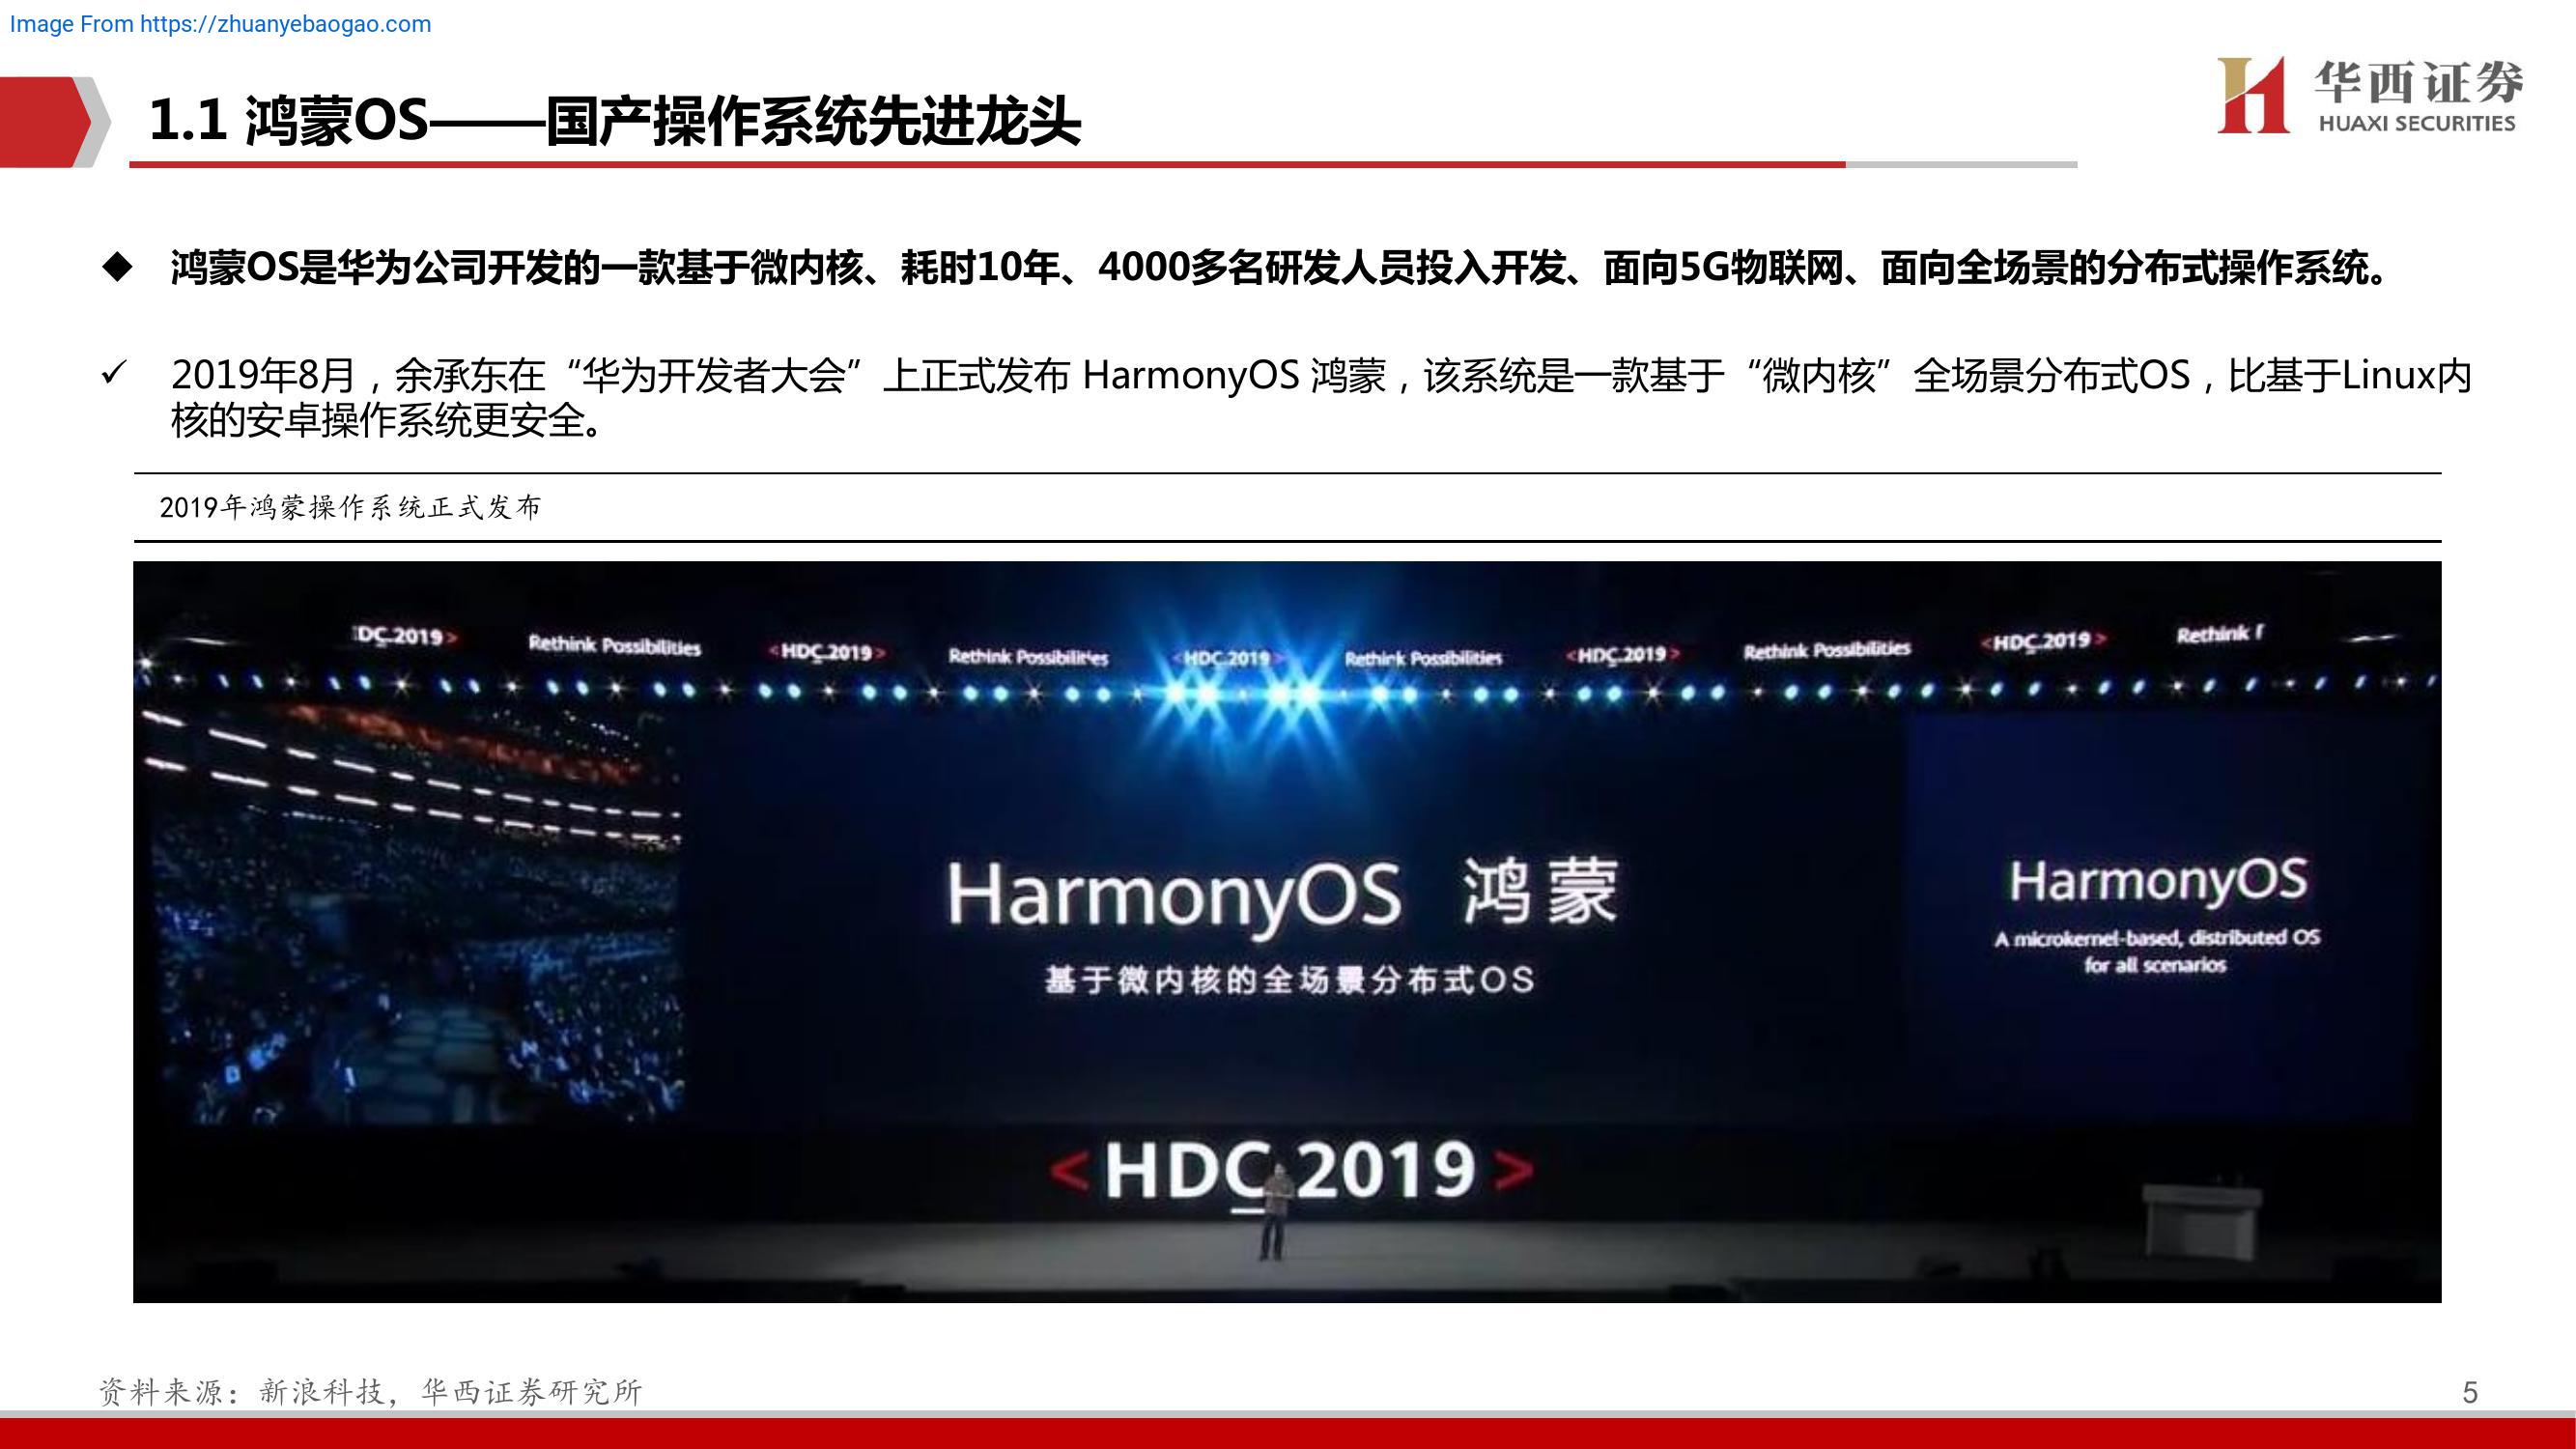 Image From https://zhuanyebaogao.com
1.1 鸿蒙OS——国产操作系统先进龙头
华西证券
HUAXI SECURITIES
鸿蒙OS是华为公司开发的一款基于微内核、耗时10年、4000多名研发人员投入开发、面向5G物联网、面向全场景的分布式操作系统。
2019年8月，余承东在“华为开发者大会”上正式发布 HarmonyOS 鸿蒙，该系统是一款基于“微内核”全场景分布式OS，比基于Linux内
核的安卓操作系统更安全。
2019年鸿蒙操作系统正式发布
DC.2019> Rethink Possibilities <HDC.2019> Rethink Possibilities <HDC.2019> Rethink Possibilities <HDC.2019> Rethink Possibilities <HDC.2019> Rethink
HarmonyOS 鸿蒙
基于微内核的全场景分布式OS
HarmonyOS
A microkernel-based, distributed OS
for all scenarios
<HDC 2019>
资料来源：新浪科技，华西证券研究所
5